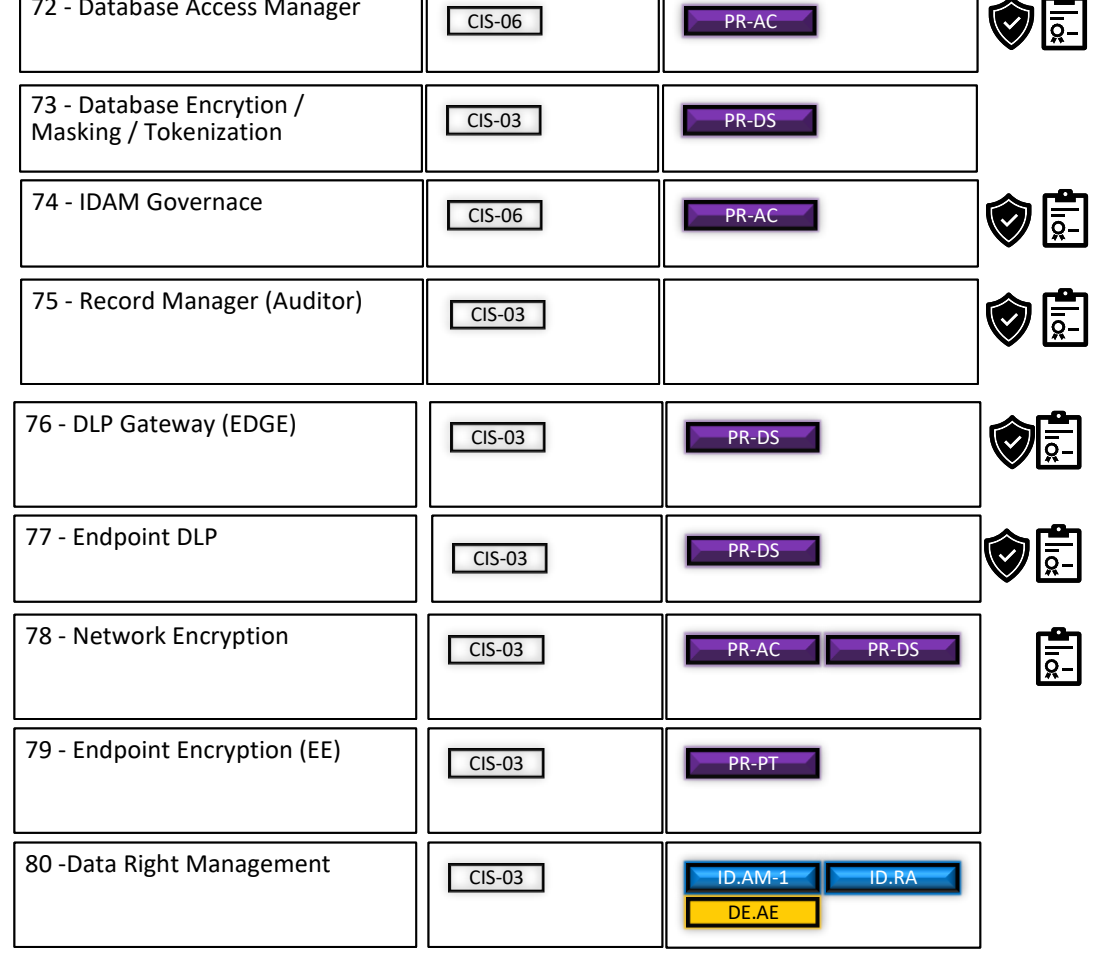 72 - Database Access Manager
CIS-06
PR-AC
73 - Database Encrytion /
Masking / Tokenization
CIS-03
PR-DS
74 - IDAM Governace
CIS-06
PR-AC
75 - Record Manager (Auditor)
CIS-03
76 - DLP Gateway (EDGE)
CIS-03
PR-DS
77 - Endpoint DLP
CIS-03
PR-DS
78 - Network Encryption
CIS-03
PR-AC
PR-DS
79 - Endpoint Encryption (EE)
CIS-03
PR-PT
80 -Data Right Management
CIS-03
ID.AM-1
ID.RA
DE.AE